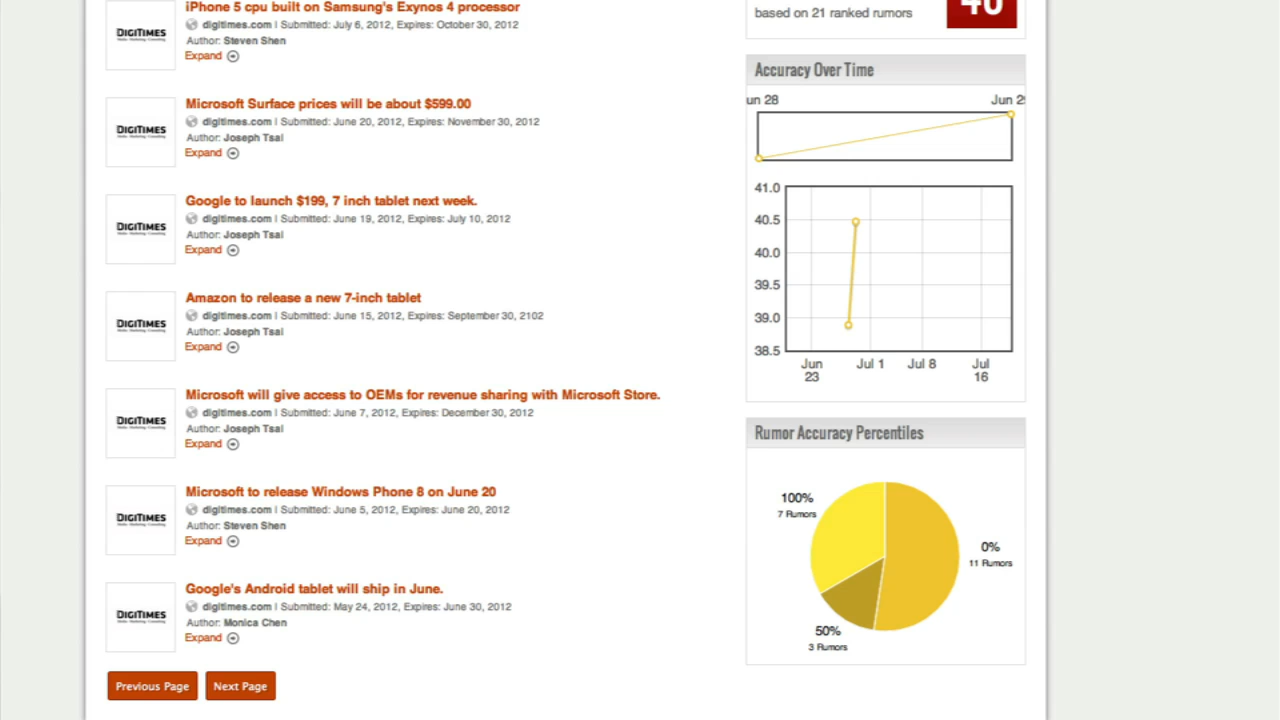 iPhone 5 cpu built on Samsung's Exynos 4 processor
digitimes.com | Submitted: July 6, 2012, Expires: October 30, 2012
Author: Steven Shen
Expand
DIGITIMES
Microsoft Surface prices will be about $599.00
digitimes.com | Submitted: June 20, 2012, Expires: November 30, 2012
Author: Joseph Tsai
Expand
DIGITIMES
Google to launch $199, 7 inch tablet next week.
digitimes.com | Submitted: June 19, 2012, Expires: July 10, 2012
Author: Joseph Tsai
Expand
DIGITIMES
Amazon to release a new 7-inch tablet
digitimes.com | Submitted: June 15, 2012, Expires: September 30, 2102
Author: Joseph Tsai
Expand
DIGITIMES
Microsoft will give access to OEMs for revenue sharing with Microsoft Store.
digitimes.com | Submitted: June 7, 2012, Expires: December 30, 2012
Author: Joseph Tsai
Expand
DIGITIMES
Microsoft to release Windows Phone 8 on June 20
digitimes.com | Submitted: June 5, 2012, Expires: June 20, 2012
Author: Steven Shen
Expand
DIGITIMES
Google's Android tablet will ship in June.
digitimes.com | Submitted: May 24, 2012, Expires: June 30, 2012
Author: Monica Chen
Expand
DIGITIMES
Previous Page Next Page
based on 21 ranked rumors
40
Accuracy Over Time
un 28 Jun 2
41.0
40.5
40.0
39.5
39.0
38.5
Jun 23 Jul 1 Jul 8 Jul 16
Rumor Accuracy Percentiles
100%
7 Rumors
0%
11 Rumors
50%
3 Rumors